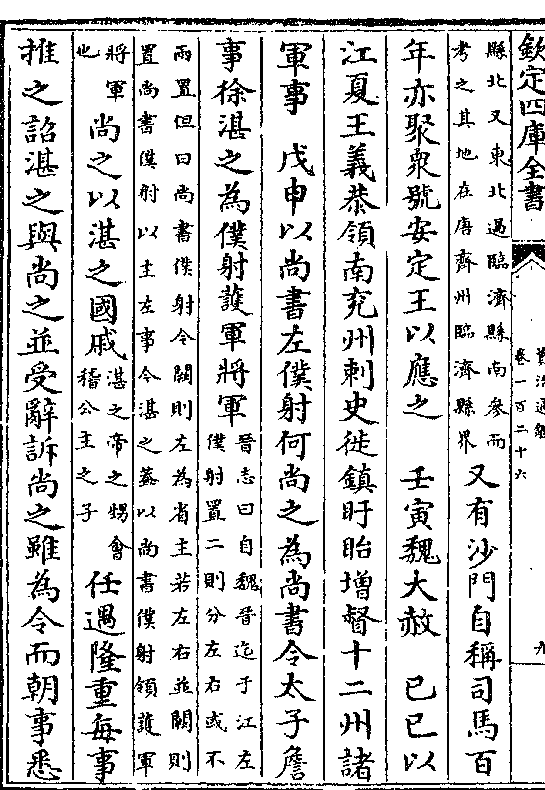 欽定四庫全書
資治通鑑
卷一百二十六
九
縣北又東北過臨濟縣南參而
考之其地在唐齊州臨濟縣界
又有沙門自稱司馬百
年亦聚衆號安定王以應之　壬寅魏大赦　己巳以
江夏王義恭領南兗州刺史徙鎮盱眙增督十二州諸
軍事　戊申以尚書左僕射何尚之為尚書令太子詹
事徐湛之為僕射護軍將軍
晉志曰自魏晉迄于江左
僕射置二則分左右或不
兩置但曰尚書僕射令闕則左為省主若左右並闕則
置尚書僕射以主左事今湛之蓋以尚書僕射領護軍
將軍
也
尚之以湛之國戚
湛之帝之甥會
稽公主之子
任遇隆重每事
推之詔湛之與尚之並受辭訴尚之雖為令而朝事悉